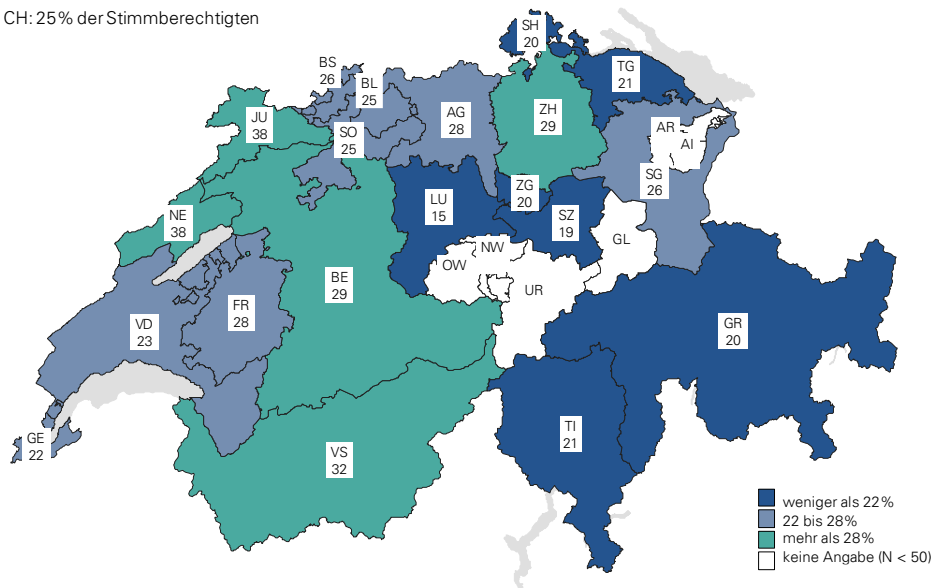 CH: 25% der Stimmberechtigten
SH
20
BS
26
BL
25
TG
21
JU
38
SO
25
AG
28
ZH
29
AR
AI
SG
26
ZG
20
LU
15
SZ
19
NE
38
NW
OW
GL
UR
BE
29
FR
28
VD
23
GR
20
GE
22
VS
32
TI
21
weniger als 22%
22 bis 28%
mehr als 28%
keine Angabe (N < 50)